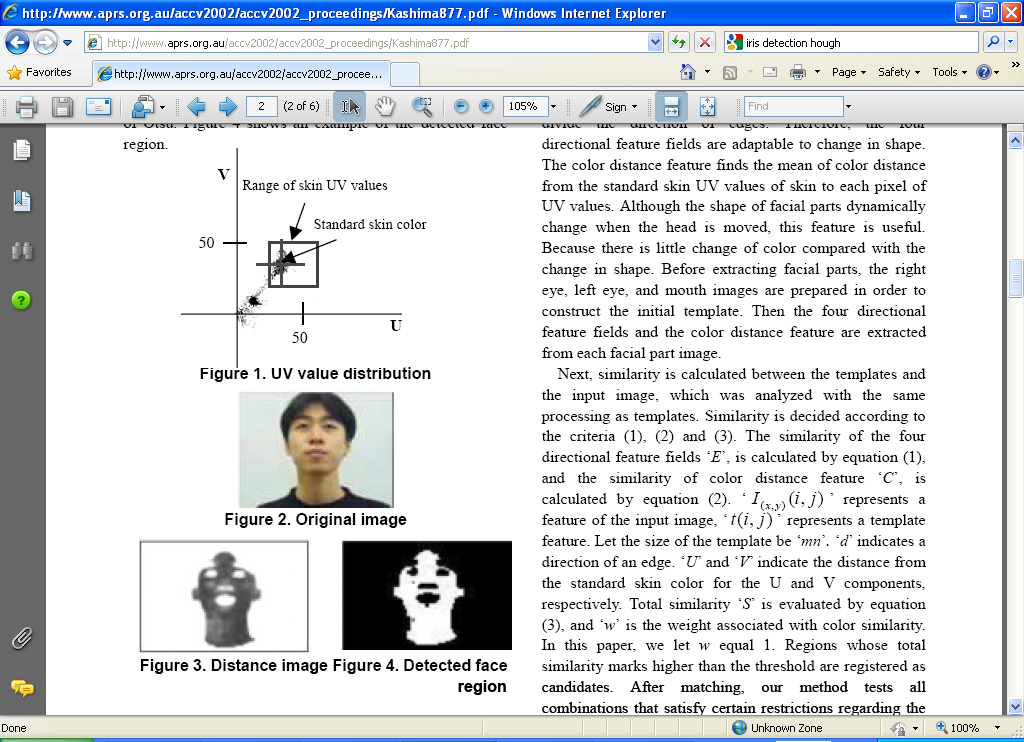 http://www.aprs.org.au/accv2002/accv2002_proceedings/Kashima877.pdf - Windows Internet Explorer
http://www.aprs.org.au/accv2002/accv2002_proceedings/Kashima877.pdf
iris detection hough
Favorites
http://www.aprs.org.au/accv2002/accv2002_procee...
Page
Safety
Tools
2
(2 of 6)
105%
Sign
Find
of Otsu. Figure 4 shows an example of the detected face
region.
V
Range of skin UV values
Standard skin color
50
U
50
Figure 1. UV value distribution
Figure 2. Original image
Figure 3. Distance image
Figure 4. Detected face
region
divide the direction of edges. Therefore, the four
directional feature fields are adaptable to change in shape.
The color distance feature finds the mean of color distance
from the standard skin UV values of skin to each pixel of
UV values. Although the shape of facial parts dynamically
change when the head is moved, this feature is useful.
Because there is little change of color compared with the
change in shape. Before extracting facial parts, the right
eye, left eye, and mouth images are prepared in order to
construct the initial template. Then the four directional
feature fields and the color distance feature are extracted
from each facial part image.
Next, similarity is calculated between the templates and
the input image, which was analyzed with the same
processing as templates. Similarity is decided according to
the criteria (1), (2) and (3). The similarity of the four
directional feature fields ‘E’, is calculated by equation (1),
and the similarity of color distance feature ‘C’, is
calculated by equation (2). ‘ I(x,y)(i, j) ’ represents a
feature of the input image, ‘ t(i, j) ’ represents a template
feature. Let the size of the template be ‘mn’. ‘d’ indicates a
direction of an edge. ‘U’ and ‘V’ indicate the distance from
the standard skin color for the U and V components,
respectively. Total similarity ‘S’ is evaluated by equation
(3), and ‘w’ is the weight associated with color similarity.
In this paper, we let w equal 1. Regions whose total
similarity marks higher than the threshold are registered as
candidates. After matching, our method tests all
combinations that satisfy certain restrictions regarding the
Done
Unknown Zone
100%